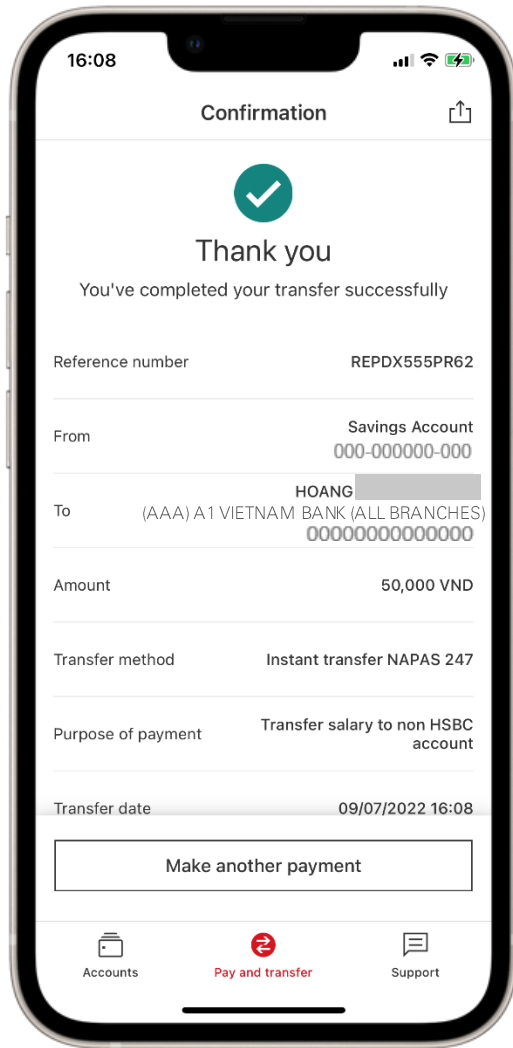 16:08
Confirmation
Thank you
You've completed your transfer successfully
Reference number REPDX555PR62
From Savings Account
000-000000-000
HOANG
To (AAA) A1 VIETNAM BANK (ALL BRANCHES)
00000000000000
Amount 50,000 VND
Transfer method Instant transfer NAPAS 247
Purpose of payment Transfer salary to non HSBC
account
Transfer date 09/07/2022 16:08
Make another payment
Accounts Pay and transfer Support